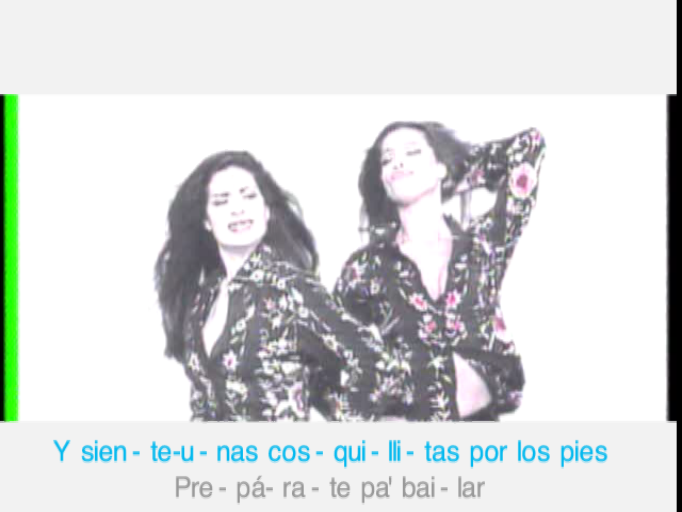 Y sien - te-u - nas cos - qui - lli - tas por los pies
Pre - pá- ra - te pa' bai - lar